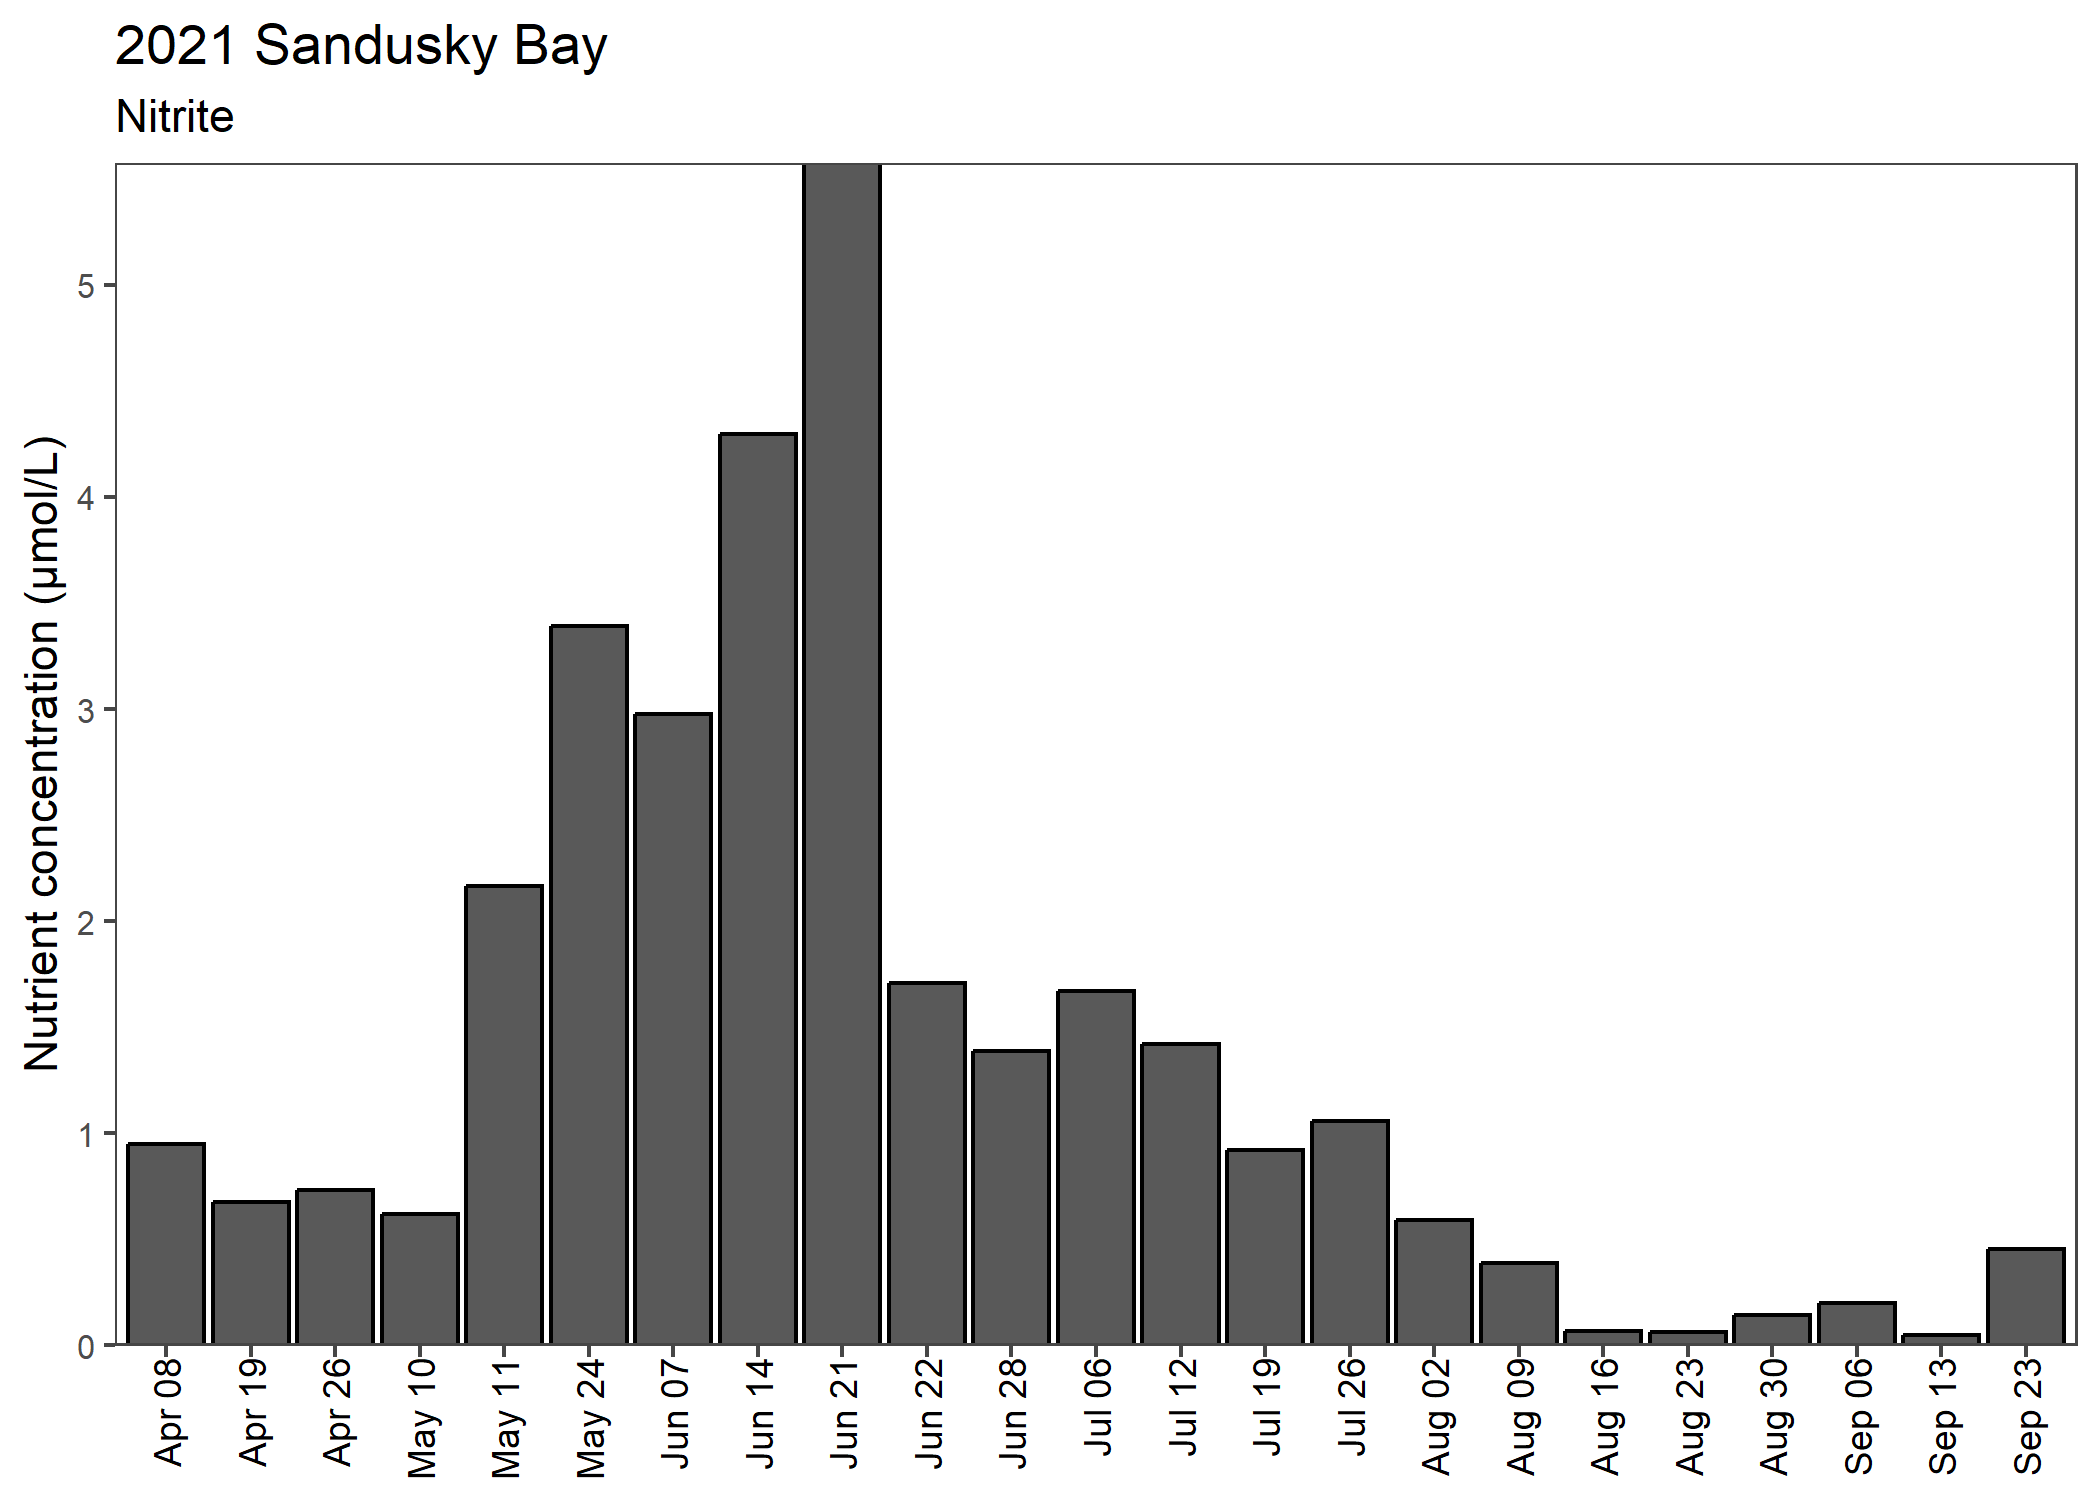 2021 Sandusky Bay
Nitrite
Nutrient concentration (µmol/L)
5
4
3
2
1
0
Apr 08
Apr 19
Apr 26
May 10
May 11
May 24
Jun 07
Jun 14
Jun 21
Jun 22
Jun 28
Jul 06
Jul 12
Jul 19
Jul 26
Aug 02
Aug 09
Aug 16
Aug 23
Aug 30
Sep 06
Sep 13
Sep 23